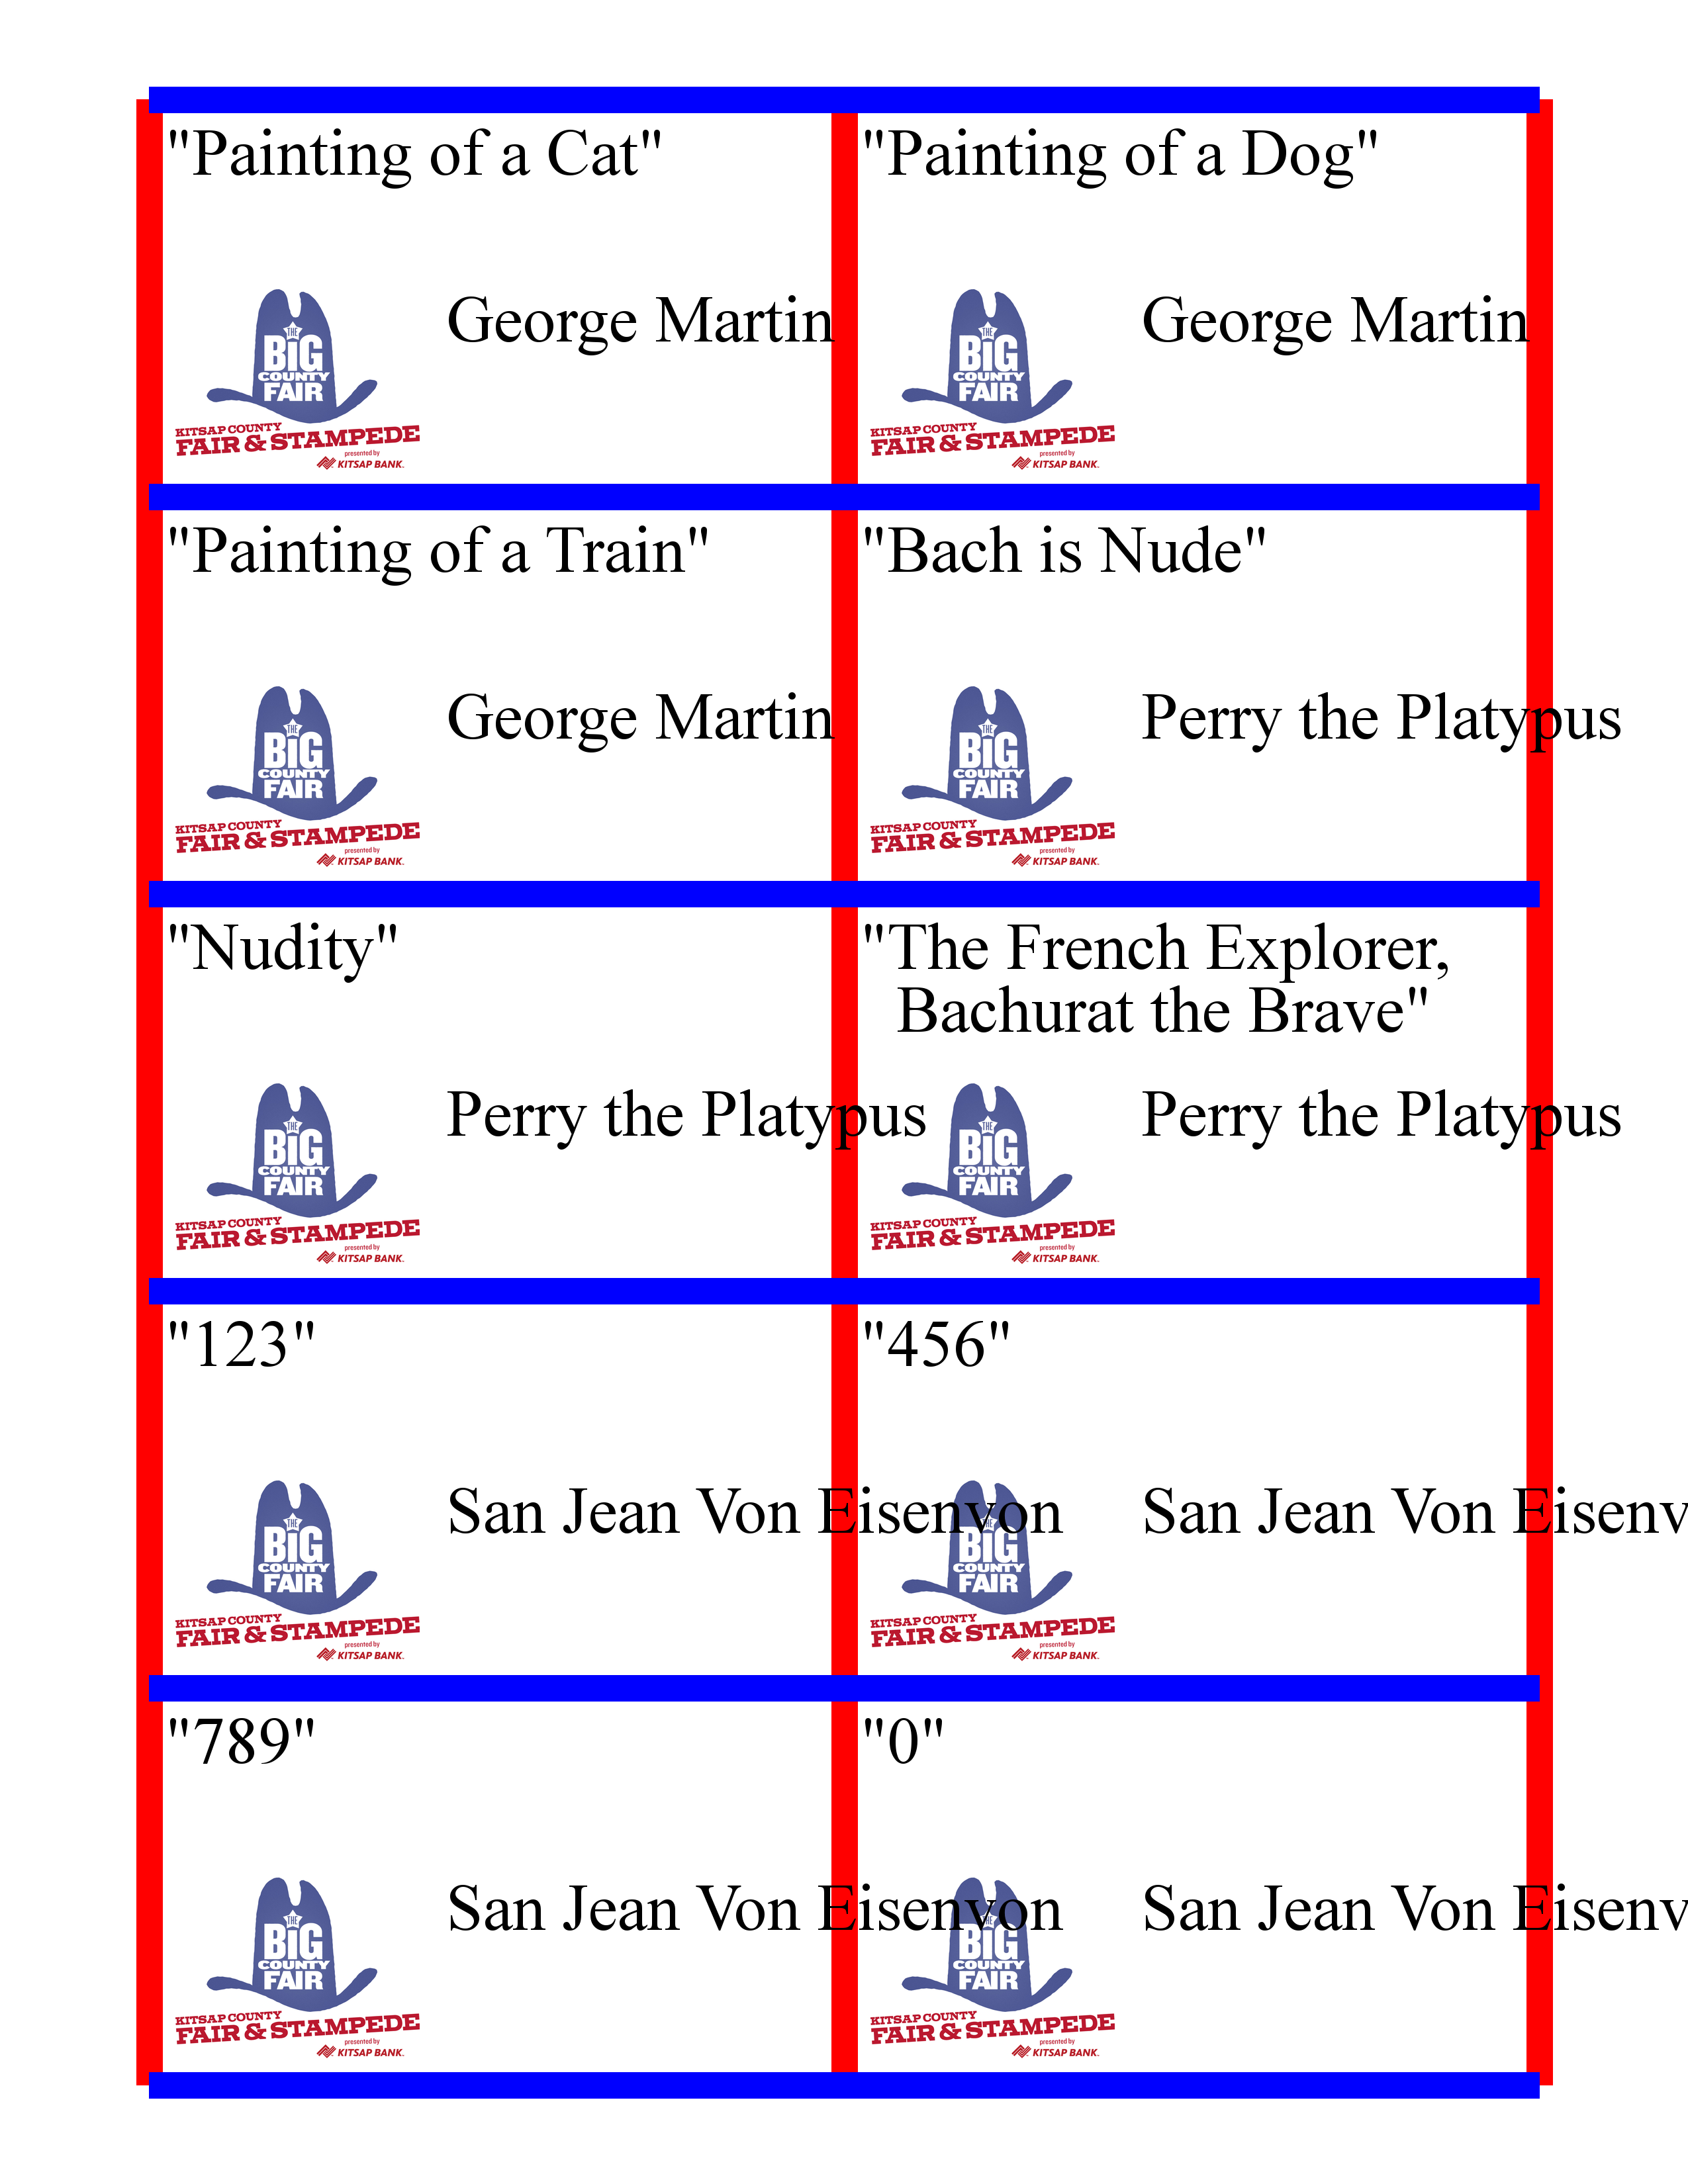 "Painting of a Cat"
George Martin
THE
BIG
COUNTY
FAIR
KITSAP COUNTY
FAIR & STAMPEDE
presented by
KITSAP BANK.
"Painting of a Dog"
George Martin
THE
BIG
COUNTY
FAIR
KITSAP COUNTY
FAIR & STAMPEDE
presented by
KITSAP BANK.
"Painting of a Train"
George Martin
THE
BIG
COUNTY
FAIR
KITSAP COUNTY
FAIR & STAMPEDE
presented by
KITSAP BANK.
"Bach is Nude"
Perry the Platypus
THE
BIG
COUNTY
FAIR
KITSAP COUNTY
FAIR & STAMPEDE
presented by
KITSAP BANK.
"Nudity"
Perry the Platypus
THE
BIG
COUNTY
FAIR
KITSAP COUNTY
FAIR & STAMPEDE
presented by
KITSAP BANK.
"The French Explorer,
Bachurat the Brave"
Perry the Platypus
THE
BIG
COUNTY
FAIR
KITSAP COUNTY
FAIR & STAMPEDE
presented by
KITSAP BANK.
"123"
San Jean Von Eisenvon
THE
BIG
COUNTY
FAIR
KITSAP COUNTY
FAIR & STAMPEDE
presented by
KITSAP BANK.
"456"
San Jean Von Eisenv
THE
BIG
COUNTY
FAIR
KITSAP COUNTY
FAIR & STAMPEDE
presented by
KITSAP BANK.
"789"
San Jean Von Eisenvon
THE
BIG
COUNTY
FAIR
KITSAP COUNTY
FAIR & STAMPEDE
presented by
KITSAP BANK.
"0"
San Jean Von Eisenv
THE
BIG
COUNTY
FAIR
KITSAP COUNTY
FAIR & STAMPEDE
presented by
KITSAP BANK.